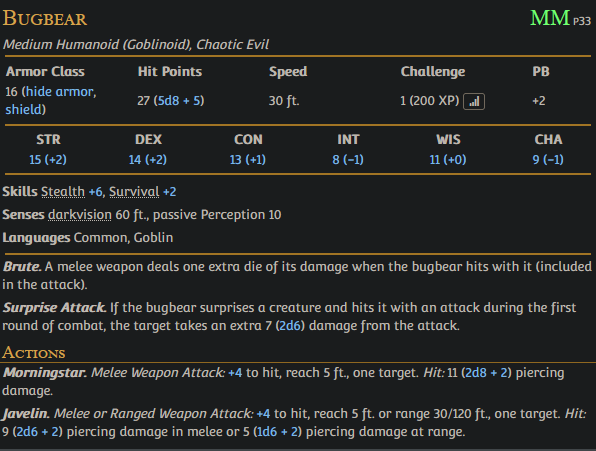 Bugbear MM P33
Medium Humanoid (Goblinoid), Chaotic Evil
Armor Class Hit Points Speed Challenge PB
16 (hide armor, shield) 27 (5d8 + 5) 30 ft. 1 (200 XP) +2
STR DEX CON INT WIS CHA
15 (+2) 14 (+2) 13 (+1) 8 (−1) 11 (+0) 9 (−1)
Skills Stealth +6, Survival +2
Senses darkvision 60 ft., passive Perception 10
Languages Common, Goblin
Brute. A melee weapon deals one extra die of its damage when the bugbear hits with it (included
in the attack).
Surprise Attack. If the bugbear surprises a creature and hits it with an attack during the first
round of combat, the target takes an extra 7 (2d6) damage from the attack.
Actions
Morningstar. Melee Weapon Attack: +4 to hit, reach 5 ft., one target. Hit: 11 (2d8 + 2) piercing
damage.
Javelin. Melee or Ranged Weapon Attack: +4 to hit, reach 5 ft. or range 30/120 ft., one target. Hit:
9 (2d6 + 2) piercing damage in melee or 5 (1d6 + 2) piercing damage at range.